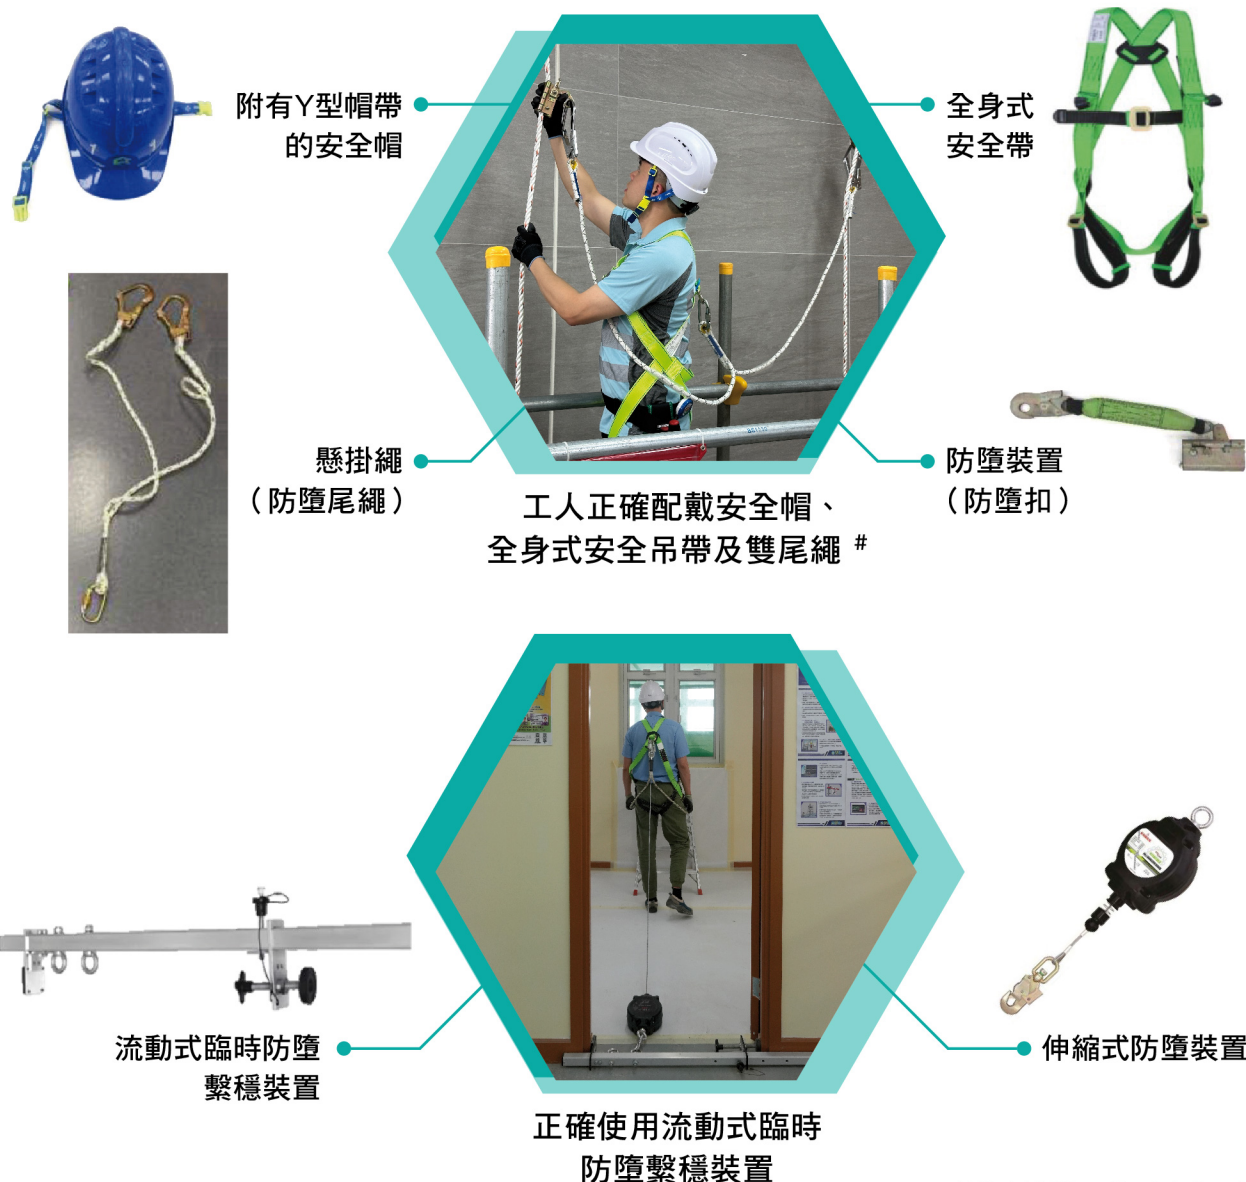 附有Y型帽帶
的安全帽
全身式
安全帶
懸掛繩
（防墮尾繩）
防墮裝置
（防墮扣）
工人正確配戴安全帽、
全身式安全吊帶及雙尾繩 #
流動式臨時防墮
繫穩裝置
伸縮式防墮裝置
正確使用流動式臨時
防墮繫穩裝置